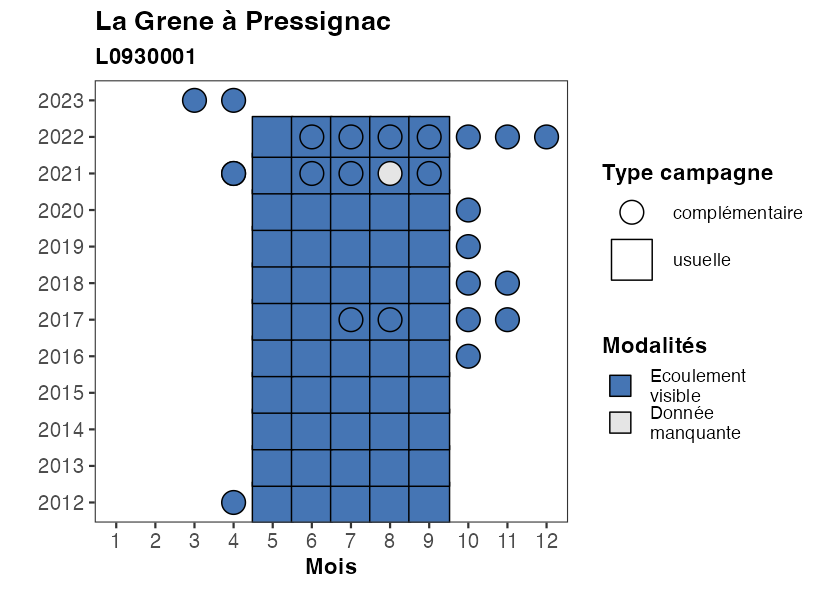 La Grene à Pressignac
L0930001
2023
2022
2021
2020
2019
2018
2017
2016
2015
2014
2013
2012
1 2 3 4 5 6 7 8 9 10 11 12
Mois
Type campagne
complémentaire
usuelle
Modalités
Ecoulement
visible
Donnée
manquante